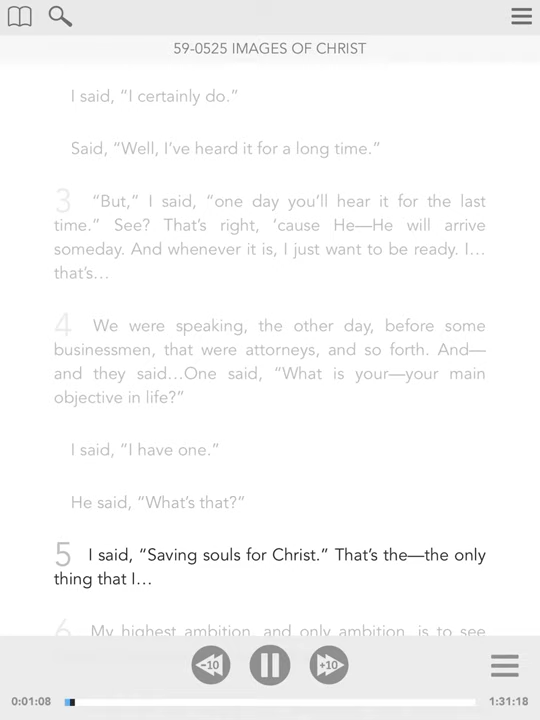 59-0525 IMAGES OF CHRIST
I said, “I certainly do.”
Said, “Well, I’ve heard it for a long time.”
3 “But,” I said, “one day you’ll hear it for the last
time.” See? That’s right, ‘cause He—He will arrive
someday. And whenever it is, I just want to be ready. I…
that’s…
4 We were speaking, the other day, before some
businessmen, that were attorneys, and so forth. And—
and they said…One said, “What is your—your main
objective in life?”
I said, “I have one.”
He said, “What’s that?”
5 I said, “Saving souls for Christ.” That’s the—the only
thing that I…
6 My highest ambition, and only ambition, is to see
-10 +10
0:01:08 1:31:18